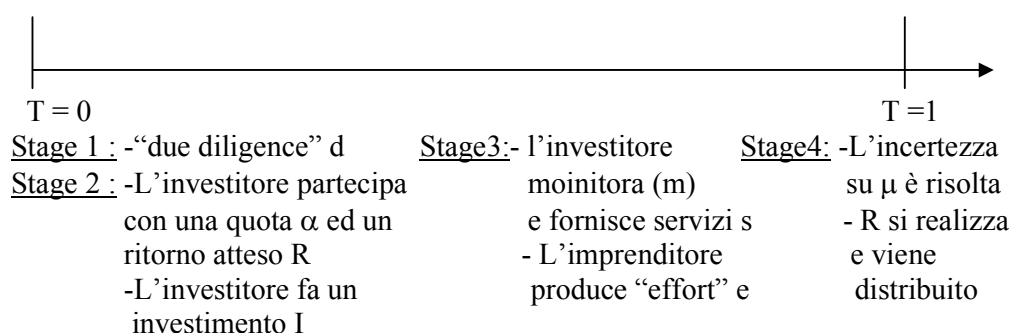 T = 0 T =1
Stage 1 : -“due diligence” d Stage3:- l’investitore Stage4: -L’incertezza
Stage 2 : -L’investitore partecipa moinitora (m) su μ è risolta
con una quota α ed un e fornisce servizi s - R si realizza
ritorno atteso R - L’imprenditore e viene
-L’investitore fa un produce “effort” e distribuito
investimento I